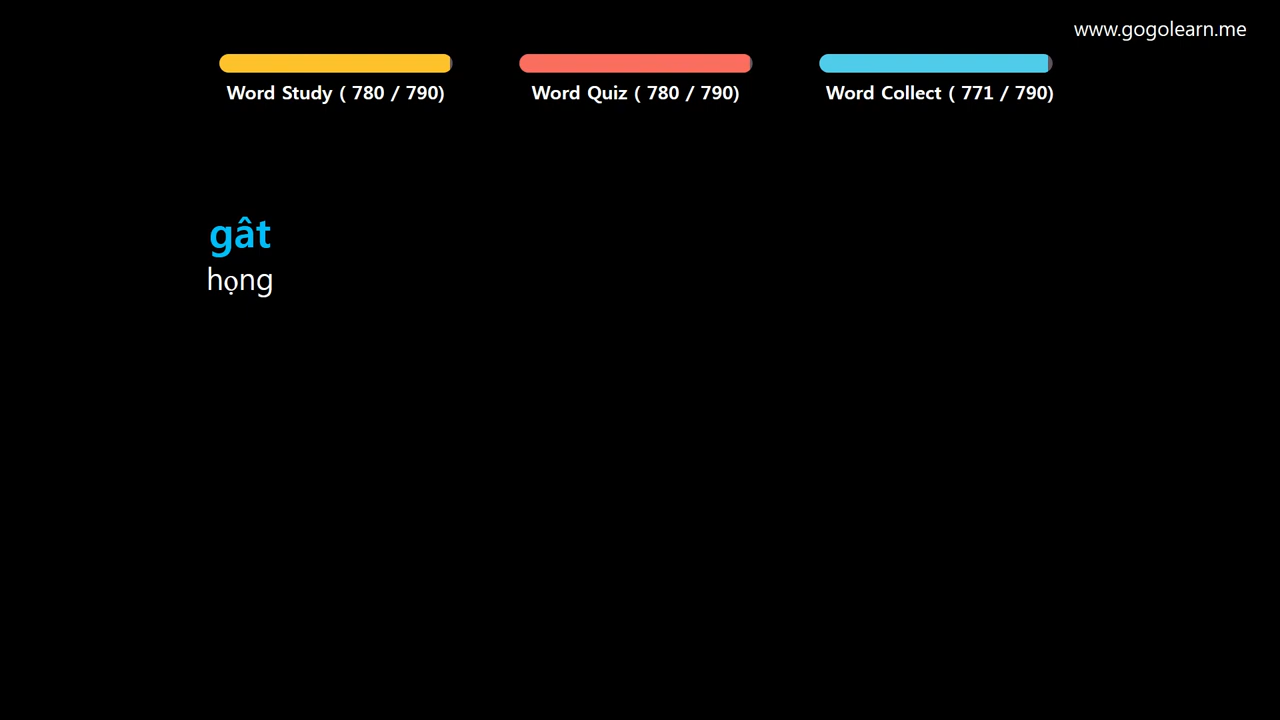 www.gogolearn.me
Word Study ( 780 / 790)
Word Quiz ( 780 / 790)
Word Collect ( 771 / 790)
gât
họng